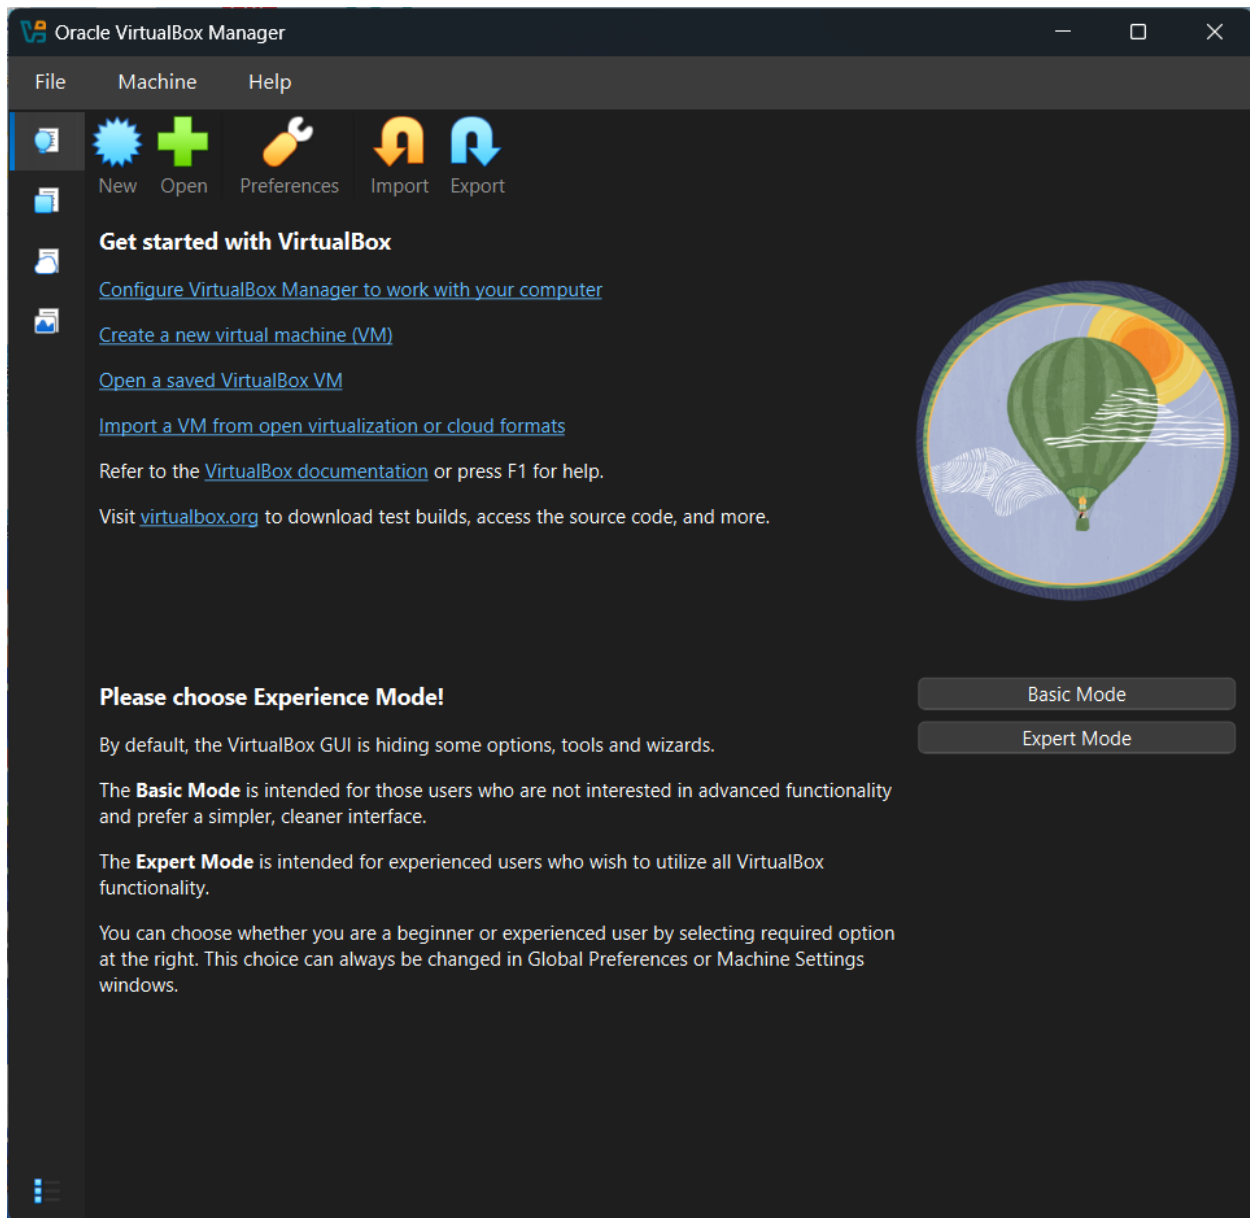 Oracle VirtualBox Manager
File Machine Help
New Open Preferences Import Export
Get started with VirtualBox
Configure VirtualBox Manager to work with your computer
Create a new virtual machine (VM)
Open a saved VirtualBox VM
Import a VM from open virtualization or cloud formats
Refer to the VirtualBox documentation or press F1 for help.
Visit virtualbox.org to download test builds, access the source code, and more.
Please choose Experience Mode!
Basic Mode
Expert Mode
By default, the VirtualBox GUI is hiding some options, tools and wizards.
The Basic Mode is intended for those users who are not interested in advanced functionality
and prefer a simpler, cleaner interface.
The Expert Mode is intended for experienced users who wish to utilize all VirtualBox
functionality.
You can choose whether you are a beginner or experienced user by selecting required option
at the right. This choice can always be changed in Global Preferences or Machine Settings
windows.